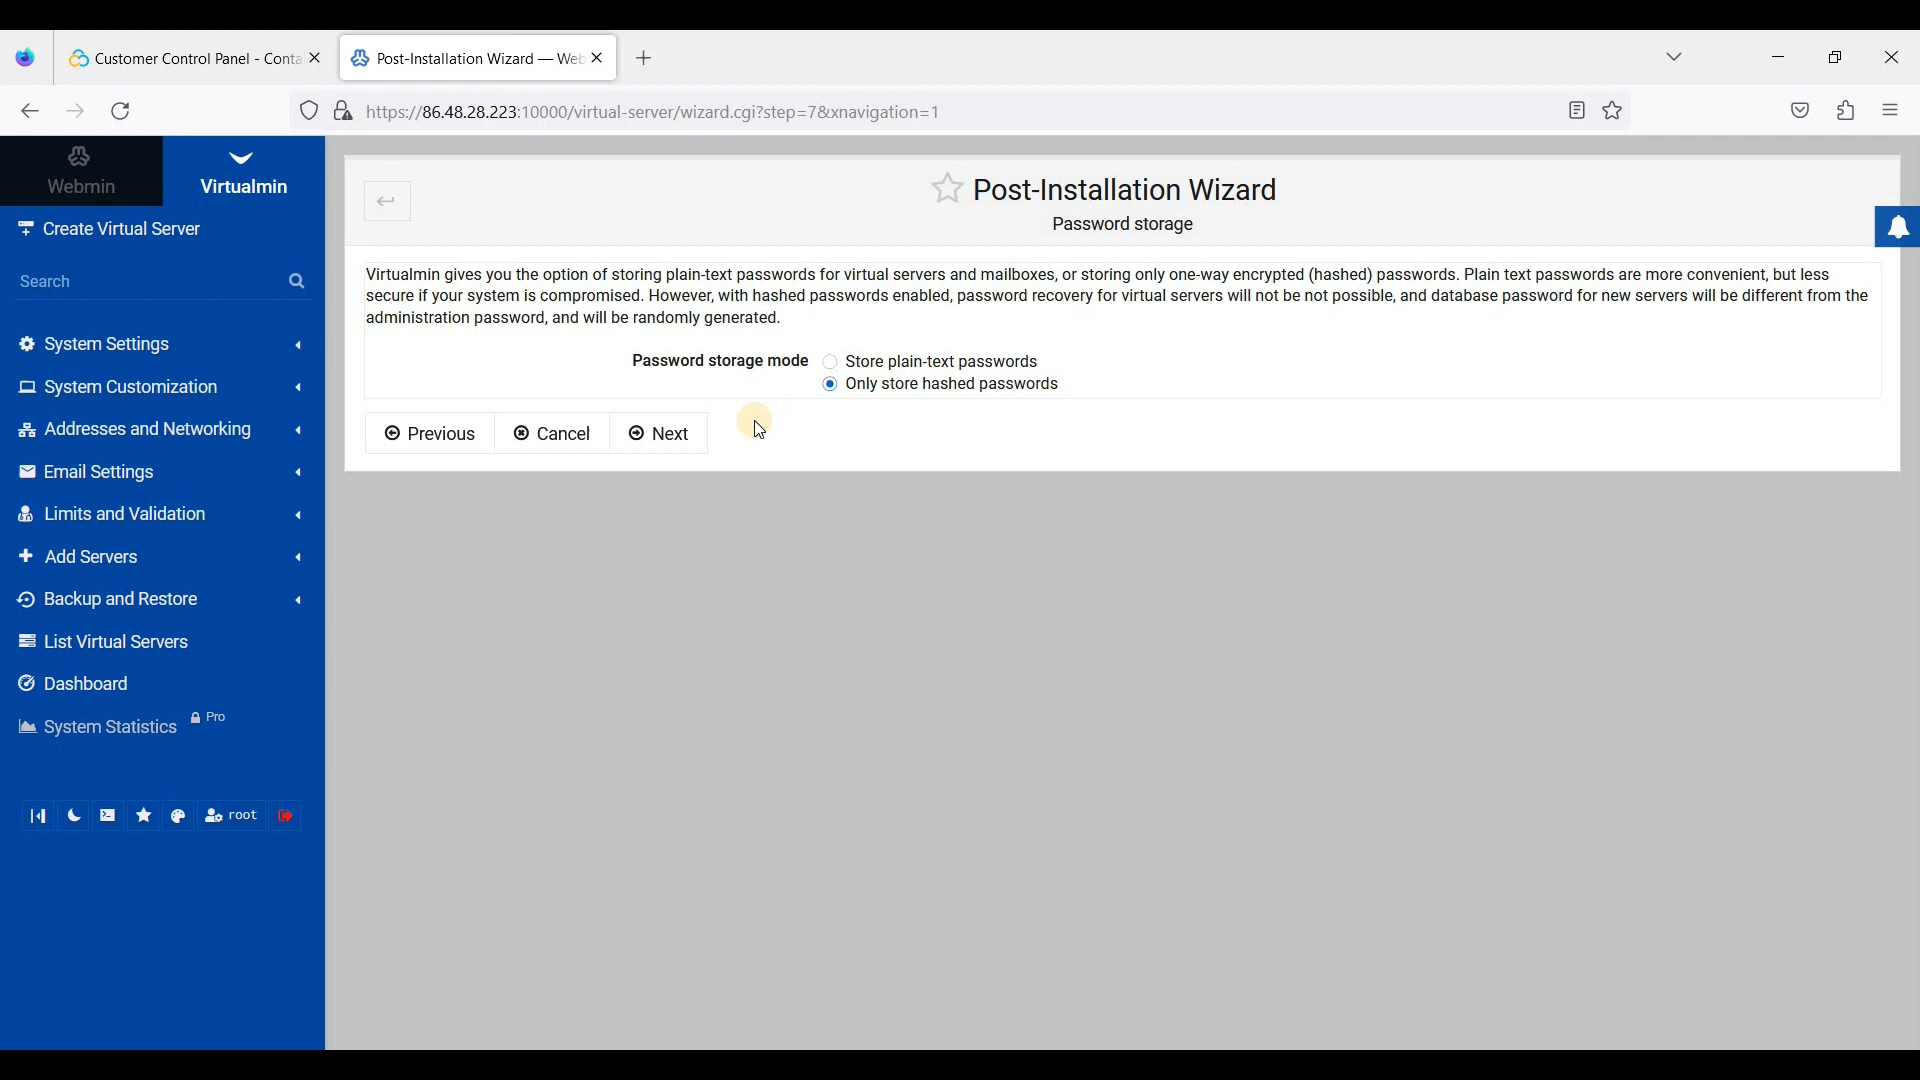 Customer Control Panel - Conta
Post-Installation Wizard — Web
https://86.48.28.223:10000/virtual-server/wizard.cgi?step=7&xnavigation=1
Webmin
Virtualmin
Create Virtual Server
Search
System Settings
System Customization
Addresses and Networking
Email Settings
Limits and Validation
Add Servers
Backup and Restore
List Virtual Servers
Dashboard
System Statistics Pro
root
Post-Installation Wizard
Password storage
Virtualmin gives you the option of storing plain-text passwords for virtual servers and mailboxes, or storing only one-way encrypted (hashed) passwords. Plain text passwords are more convenient, but less
secure if your system is compromised. However, with hashed passwords enabled, password recovery for virtual servers will not be not possible, and database password for new servers will be different from the
administration password, and will be randomly generated.
Password storage mode Store plain-text passwords
Only store hashed passwords
Previous Cancel Next